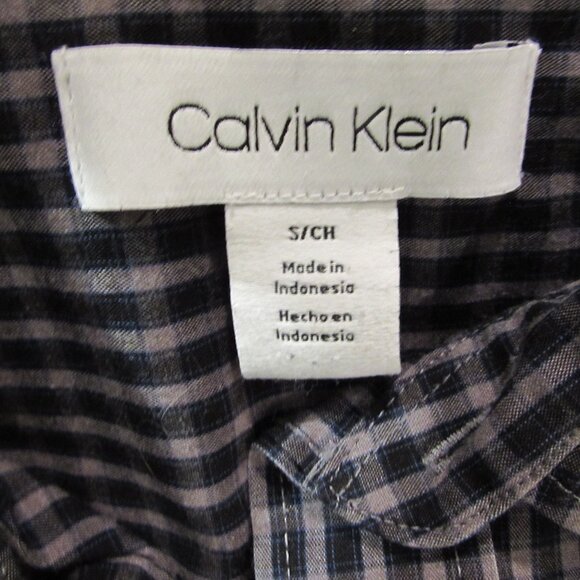 Calvin Klein
S/CH
Made in
Indonesia
Hecho en
Indonesia